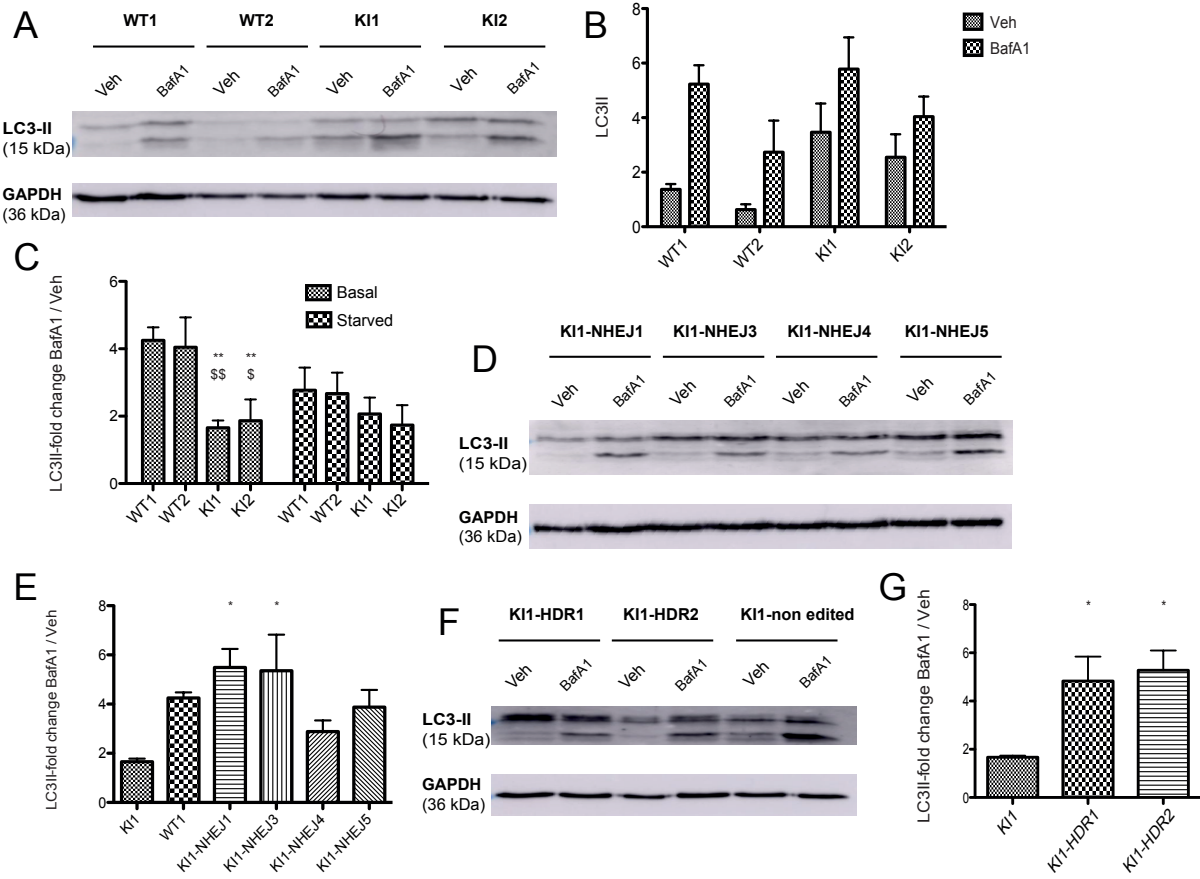 A
WT1 WT2 KI1 KI2
Veh BafA1 Veh BafA1 Veh BafA1 Veh BafA1
LC3-II
(15 kDa)
GAPDH
(36 kDa)
B
8
6
4
2
0
LC3II
WT1 WT2 KI1 KI2
Veh
BafA1
C
LC3II-fold change BafA1 / Veh
6
4
2
0
** **
$$ $
Basal
Starved
WT1 WT2 KI1 KI2 WT1 WT2 KI1 KI2
D
KI1-NHEJ1 KI1-NHEJ3 KI1-NHEJ4 KI1-NHEJ5
Veh BafA1 Veh BafA1 Veh BafA1 Veh BafA1
LC3-II
(15 kDa)
GAPDH
(36 kDa)
E
LC3II-fold change BafA1 / Veh
8
6
4
2
0
* *
KI1 WT1 KI1-NHEJ1 KI1-NHEJ3 KI1-NHEJ4 KI1-NHEJ5
F
KI1-HDR1 KI1-HDR2 KI1-non edited
Veh BafA1 Veh BafA1 Veh BafA1
LC3-II
(15 kDa)
GAPDH
(36 kDa)
G
LC3II-fold change BafA1 / Veh
8
6
4
2
0
* *
KI1 KI1-HDR1 KI1-HDR2